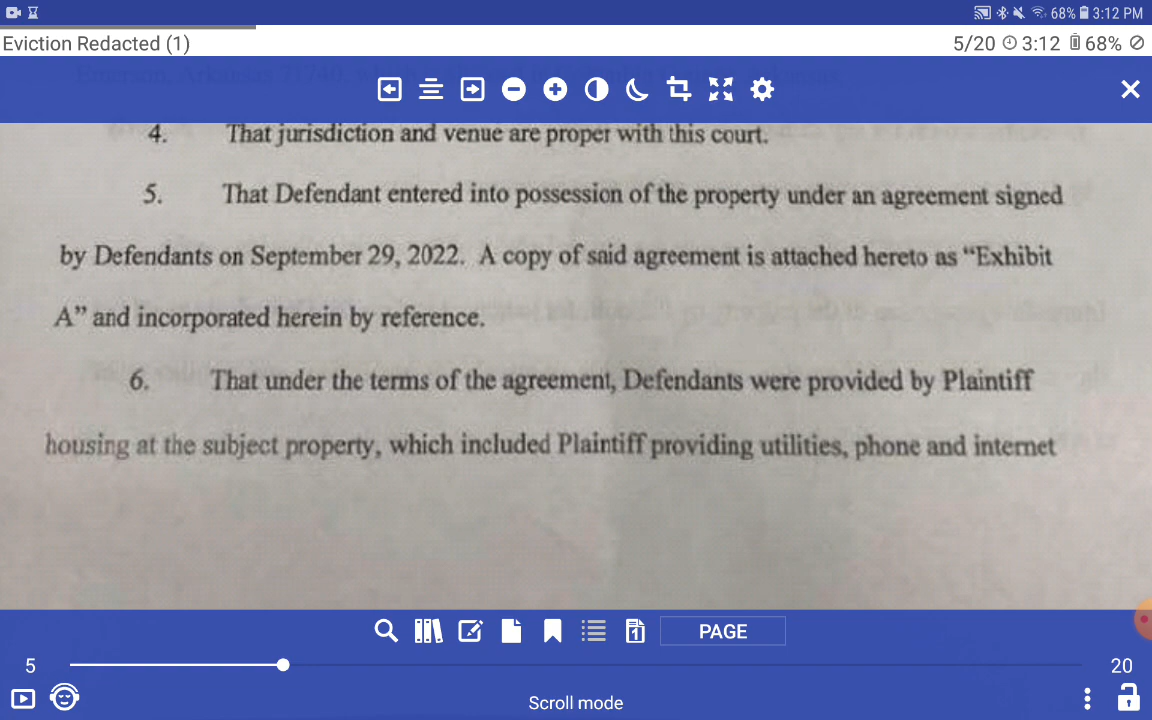 68% 3:12 PM
Eviction Redacted (1)
5/20 3:12 68%
4. That jurisdiction and venue are proper with this court.
5. That Defendant entered into possession of the property under an agreement signed
by Defendants on September 29, 2022. A copy of said agreement is attached hereto as “Exhibit
A” and incorporated herein by reference.
6. That under the terms of the agreement, Defendants were provided by Plaintiff
housing at the subject property, which included Plaintiff providing utilities, phone and internet
1
PAGE
5
20
Scroll mode